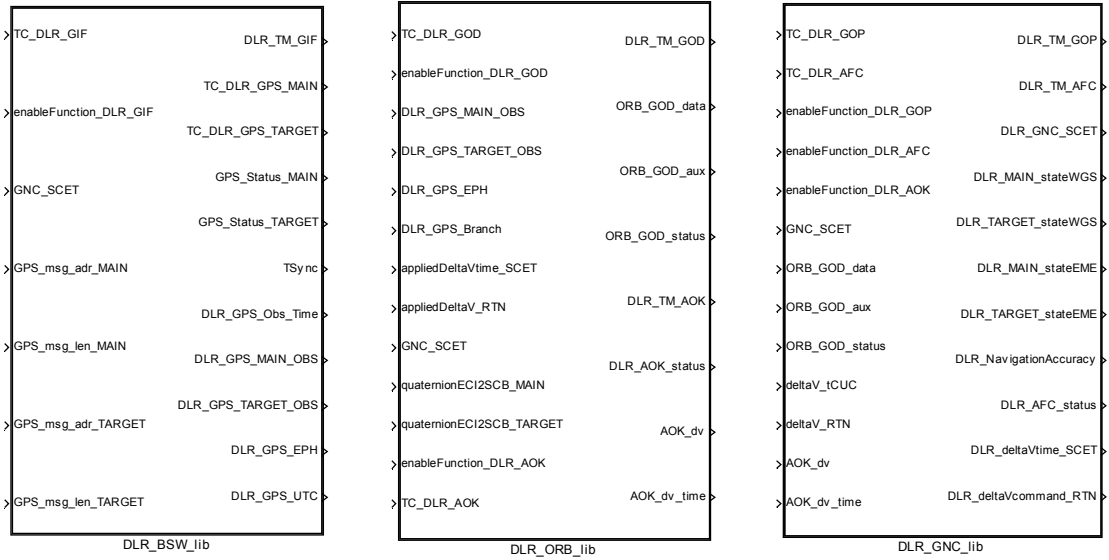 TC_DLR_GIF
enableFunction_DLR_GIF
GNC_SCET
GPS_msg_adr_MAIN
GPS_msg_len_MAIN
GPS_msg_adr_TARGET
GPS_msg_len_TARGET
DLR_TM_GIF
TC_DLR_GPS_MAIN
TC_DLR_GPS_TARGET
GPS_Status_MAIN
GPS_Status_TARGET
TSync
DLR_GPS_Obs_Time
DLR_GPS_MAIN_OBS
DLR_GPS_TARGET_OBS
DLR_GPS_EPH
DLR_GPS_UTC
DLR_BSW_lib
TC_DLR_GOD
enableFunction_DLR_GOD
DLR_GPS_MAIN_OBS
DLR_GPS_TARGET_OBS
DLR_GPS_EPH
DLR_GPS_Branch
appliedDeltaVtime_SCET
appliedDeltaV_RTN
GNC_SCET
quaternionECI2SCB_MAIN
quaternionECI2SCB_TARGET
enableFunction_DLR_AOK
TC_DLR_AOK
DLR_TM_GOD
ORB_GOD_data
ORB_GOD_aux
ORB_GOD_status
DLR_TM_AOK
DLR_AOK_status
AOK_dv
AOK_dv_time
DLR_ORB_lib
TC_DLR_GOP
TC_DLR_AFC
enableFunction_DLR_GOP
enableFunction_DLR_AFC
enableFunction_DLR_AOK
GNC_SCET
ORB_GOD_data
ORB_GOD_aux
ORB_GOD_status
deltaV_tCUC
deltaV_RTN
AOK_dv
AOK_dv_time
DLR_TM_GOP
DLR_TM_AFC
DLR_GNC_SCET
DLR_MAIN_stateWGS
DLR_TARGET_stateWGS
DLR_MAIN_stateEME
DLR_TARGET_stateEME
DLR_NavigationAccuracy
DLR_AFC_status
DLR_deltaVtime_SCET
DLR_deltaVcommand_RTN
DLR_GNC_lib